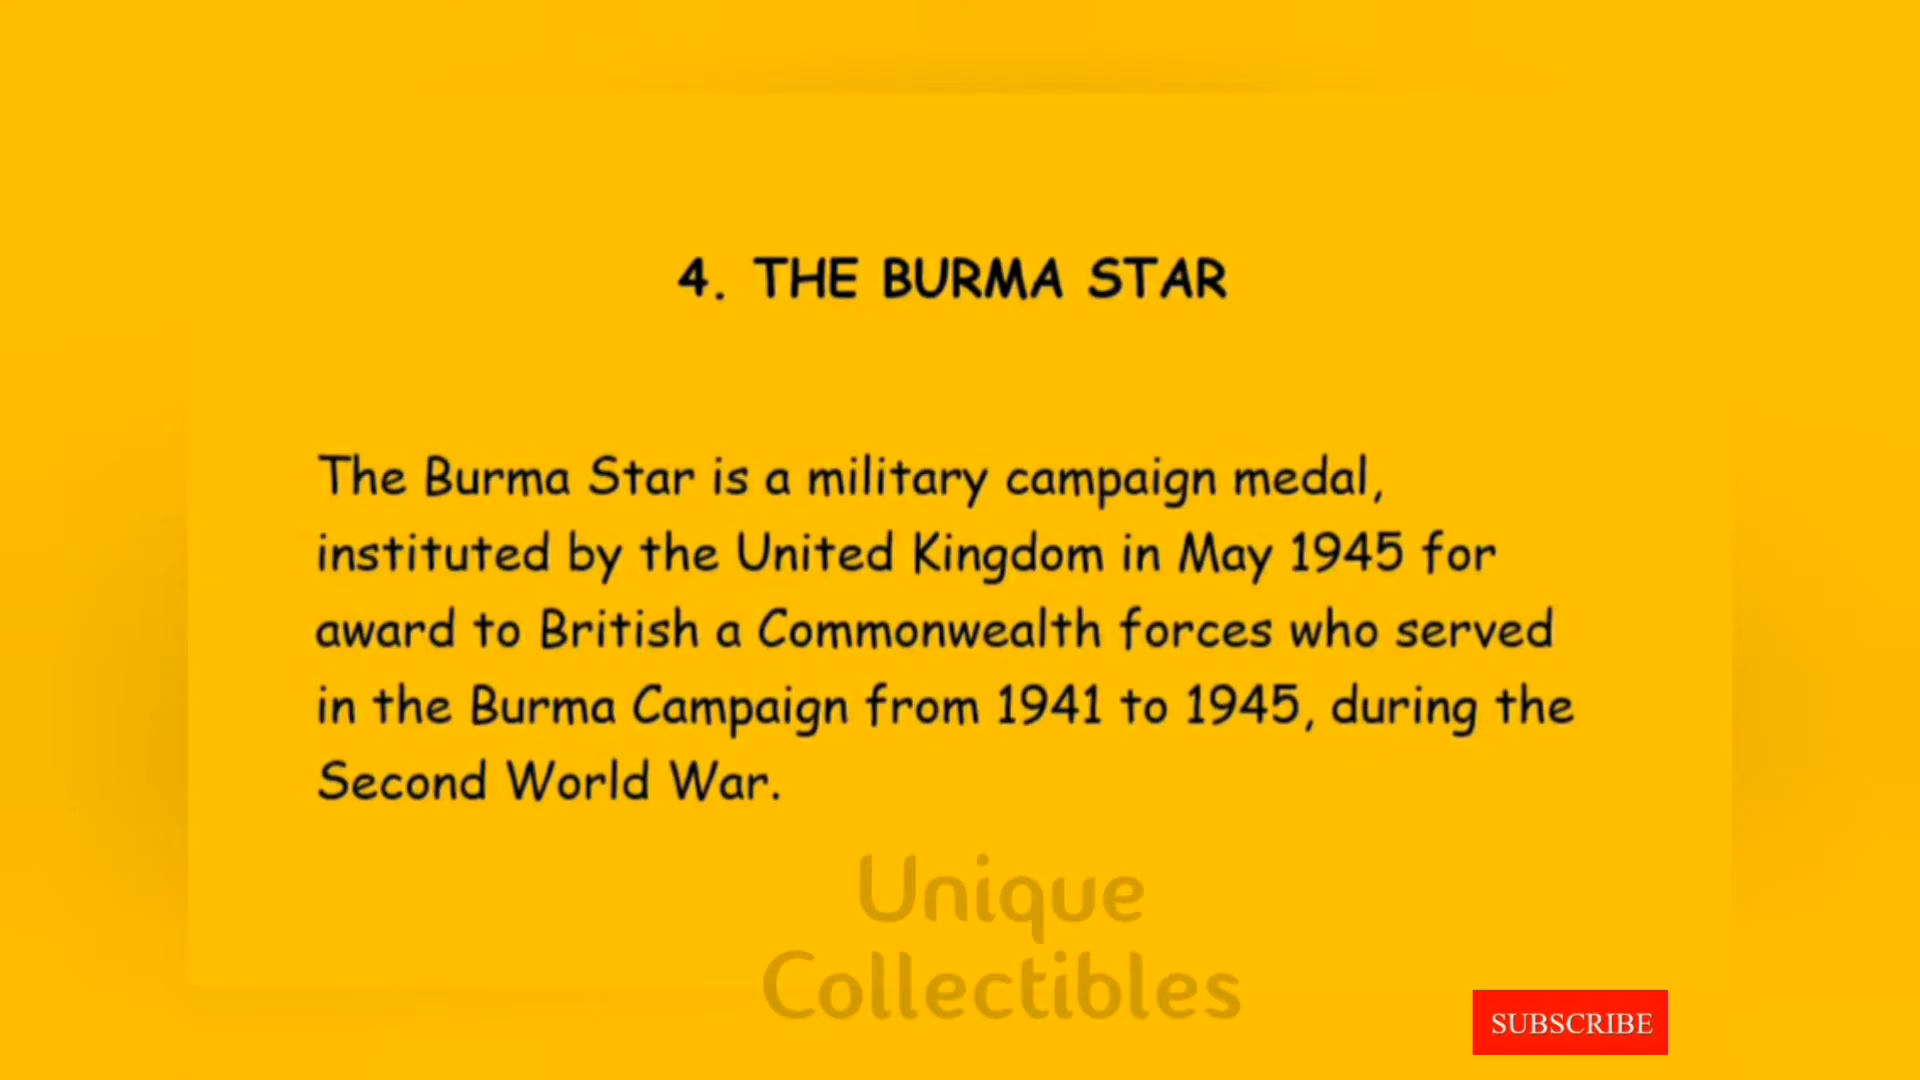 4. THE BURMA STAR
The Burma Star is a military campaign medal,
instituted by the United Kingdom in May 1945 for
award to British a Commonwealth forces who served
in the Burma Campaign from 1941 to 1945, during the
Second World War.
Unique
Collectibles
SUBSCRIBE